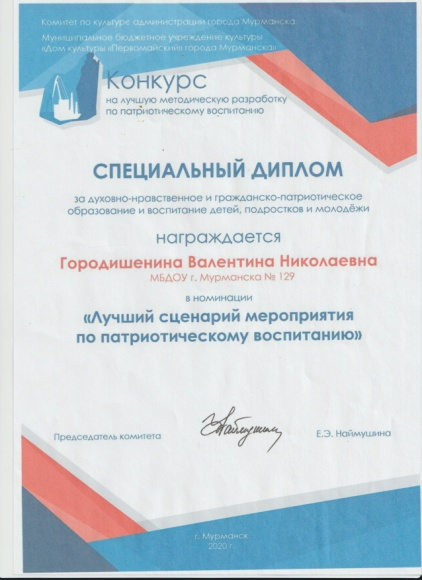 Комитет по культуре администрации города Мурманска
Муниципальное бюджетное учреждение культуры
«Дом культуры «Первомайский» города Мурманска»
Конкурс
на лучшую методическую разработку
по патриотическому воспитанию
СПЕЦИАЛЬНЫЙ ДИПЛОМ
за духовно-нравственное и гражданско-патриотическое
образование и воспитание детей, подростков и молодёжи
награждается
Городишенина Валентина Николаевна
МБДОУ г. Мурманска № 129
в номинации
«Лучший сценарий мероприятия
по патриотическому воспитанию»
Председатель комитета
Е.Э. Наймушина
г. Мурманск
2020 г.